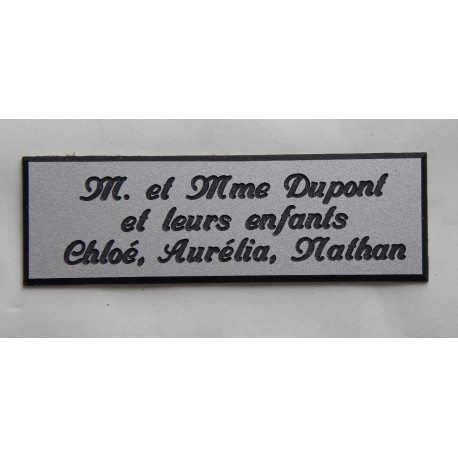 M. et Mme Dupont
et leurs enfants
Chloé, Aurélia, Nathan